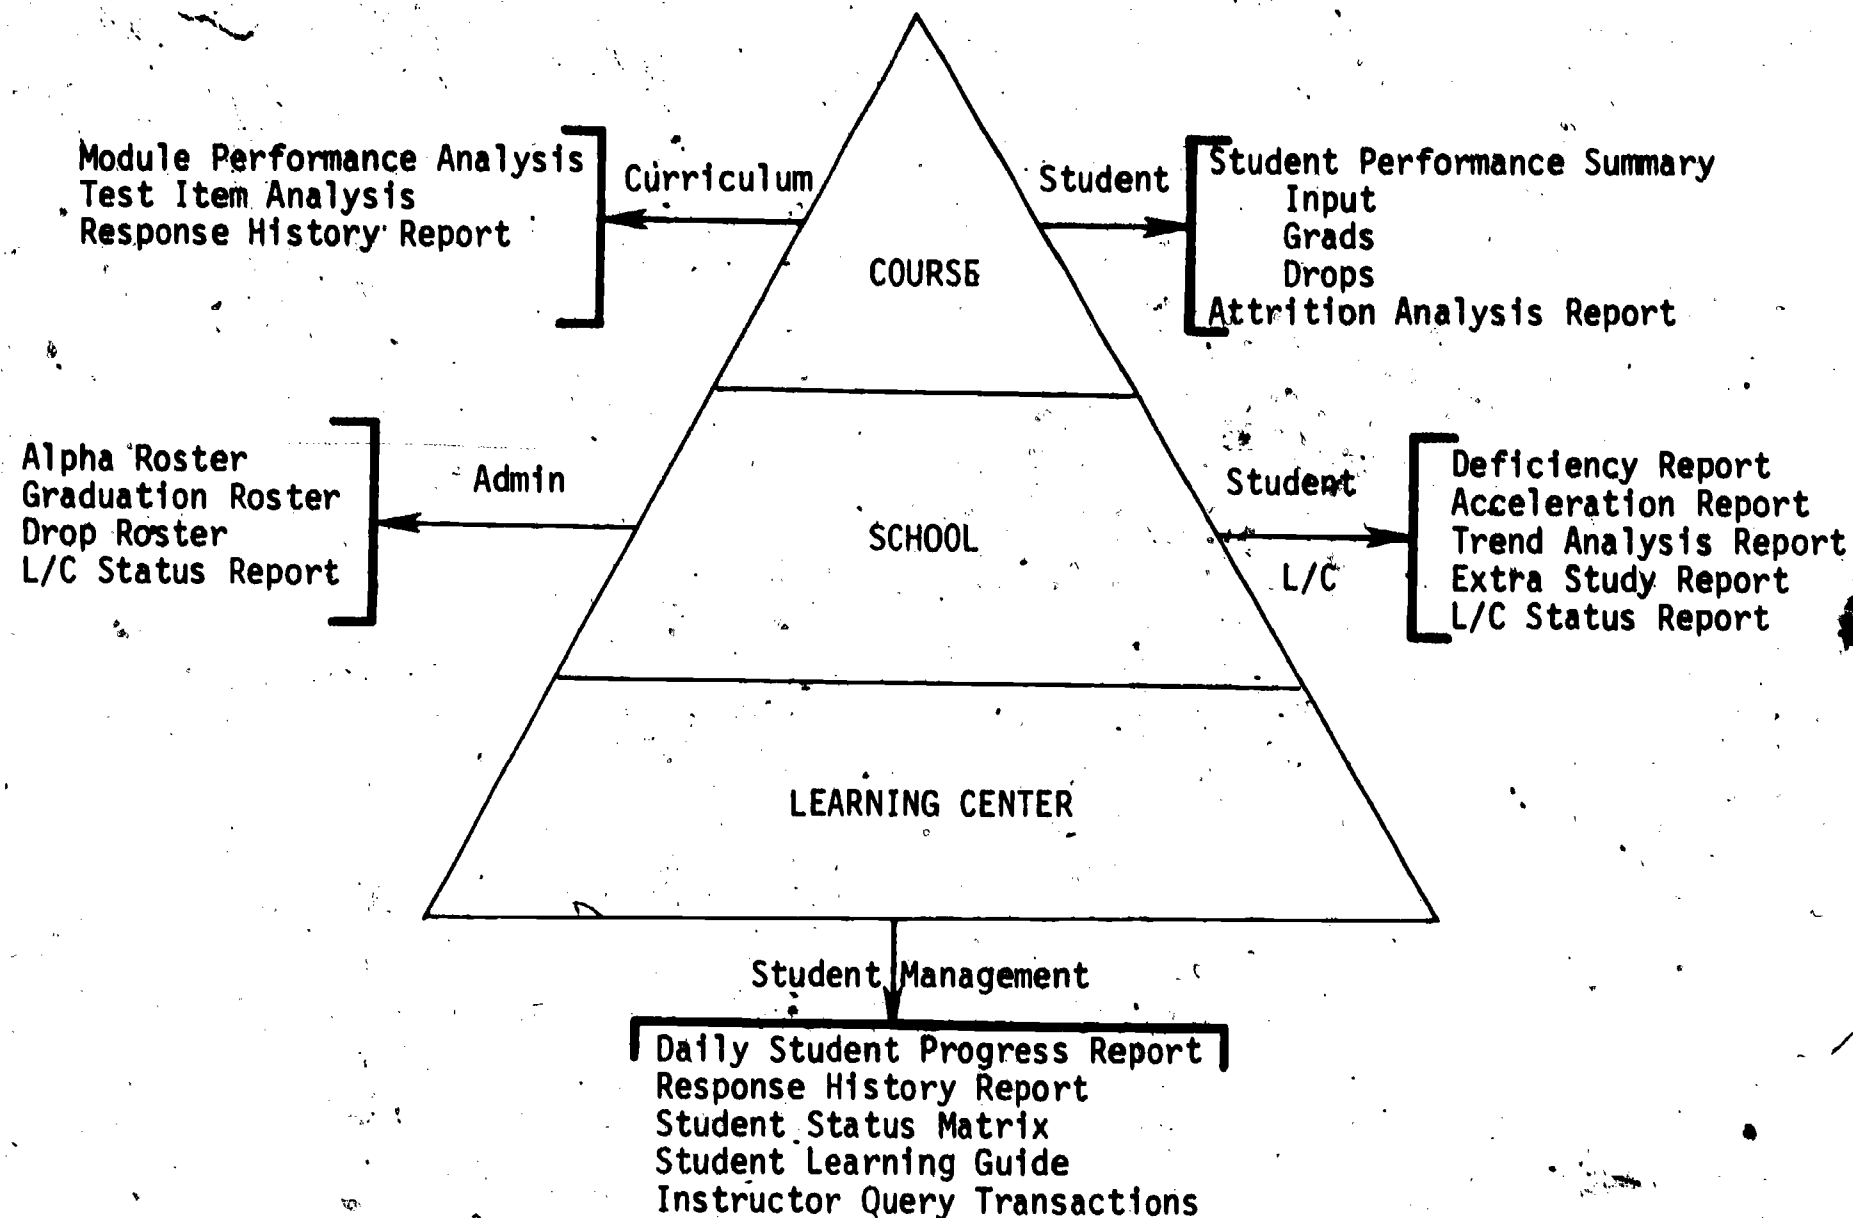 Module Performance Analysis
Test Item Analysis
Response History Report
Curriculum
Student
Student Performance Summary
Input
Grads
Drops
Attrition Analysis Report
COURSE
Alpha Roster
Graduation Roster
Drop Roster
L/C Status Report
Admin
SCHOOL
Student
L/C
Deficiency Report
Acceleration Report
Trend Analysis Report
Extra Study Report
L/C Status Report
LEARNING CENTER
Student Management
Daily Student Progress Report
Response History Report
Student Status Matrix
Student Learning Guide
Instructor Query Transactions